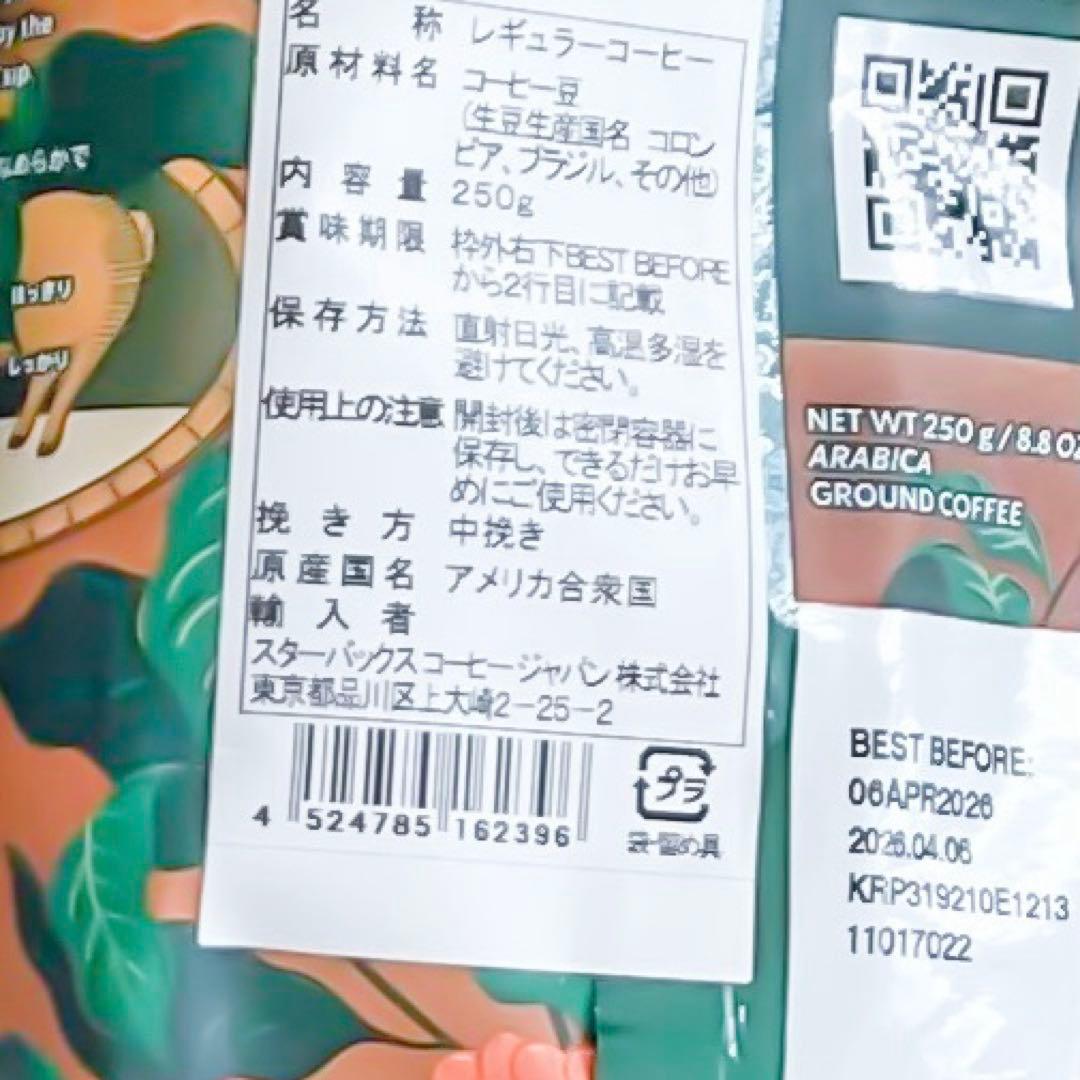 by the
はっきり
しっかり
名称 レギュラーコーヒー
原材料名 コーヒー豆
(生豆生産国名 コロン
ビア、ブラジル、その他)
内容量 250g
賞味期限 枠外右下BEST BEFORE
から2行目に記載
保存方法 直射日光、高温多湿を
避けてください。
使用上の注意 開封後は密閉容器に
保存し、できるだけお早
めにご使用ください。
挽き方 中挽き
原産国名 アメリカ合衆国
輸入者
スターバックスコーヒージャパン株式会社
東京都品川区上大崎2-25-2
4 524785 162396
プラ
袋・留め具
NET WT 250 g / 8.8 OZ
ARABICA
GROUND COFFEE
BEST BEFORE:
06APR2026
2026.04.06
KRP319210E1213
11017022